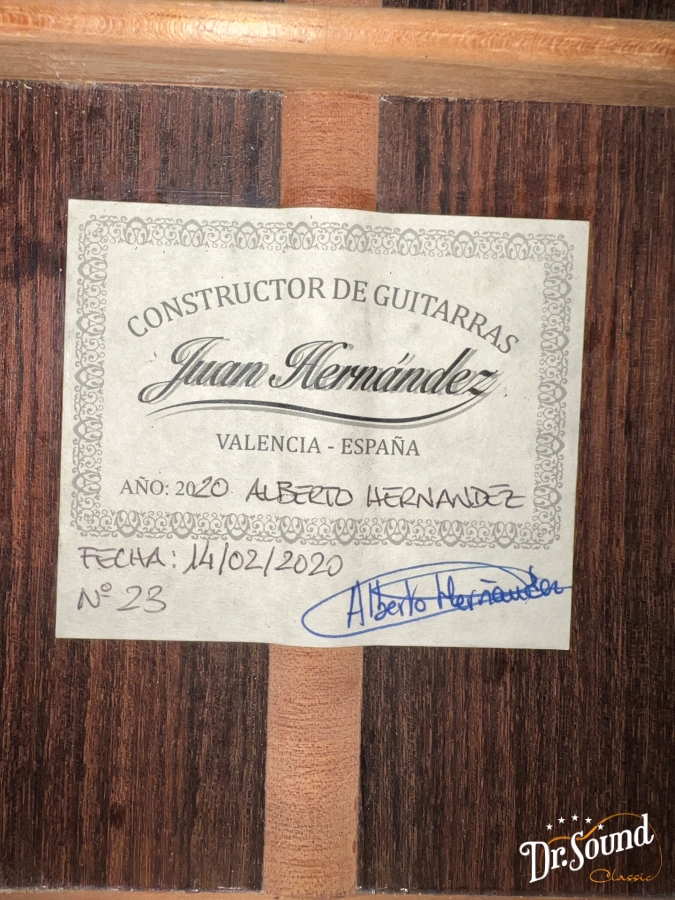 CONSTRUCTOR DE GUITARRAS
Juan Hernández
VALENCIA - ESPAÑA
AÑO: 2020 ALBERTO HERNANDEZ
FECHA: 14/02/2020
Nº 23
Alberto Hernández
Dr. Sound
Classic